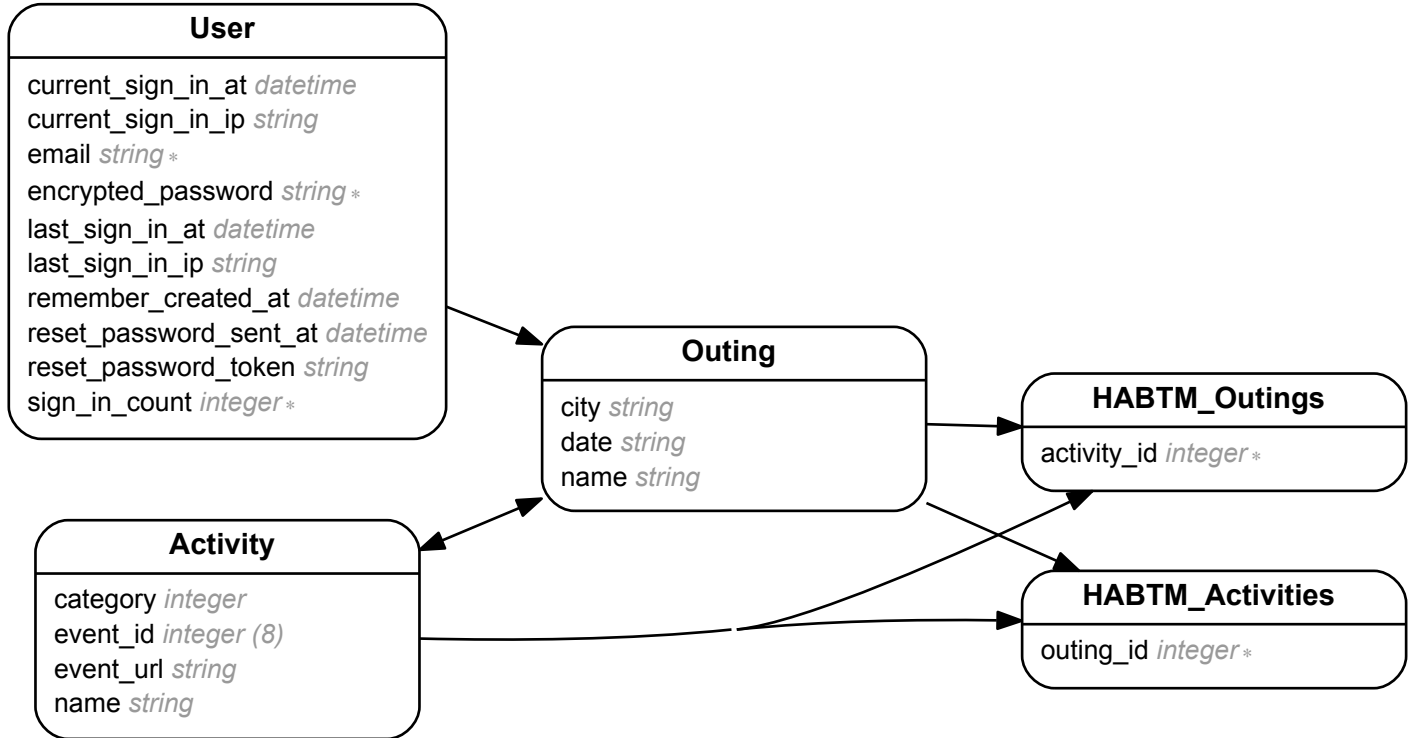 User
current_sign_in_at datetime
current_sign_in_ip string
email string *
encrypted_password string *
last_sign_in_at datetime
last_sign_in_ip string
remember_created_at datetime
reset_password_sent_at datetime
reset_password_token string
sign_in_count integer *
Outing
city string
date string
name string
HABTM_Outings
activity_id integer *
Activity
category integer
event_id integer (8)
event_url string
name string
HABTM_Activities
outing_id integer *